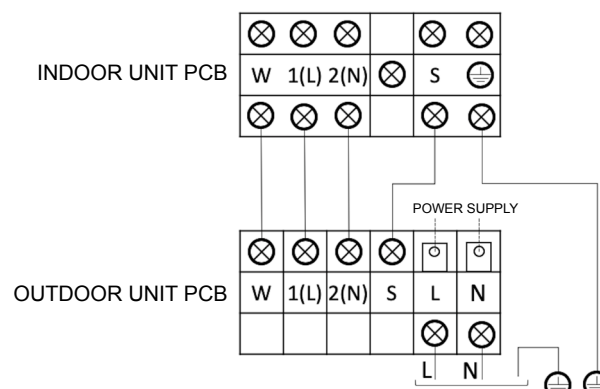 INDOOR UNIT PCB
W 1(L) 2(N) S
POWER SUPPLY
OUTDOOR UNIT PCB
W 1(L) 2(N) S L N
L N